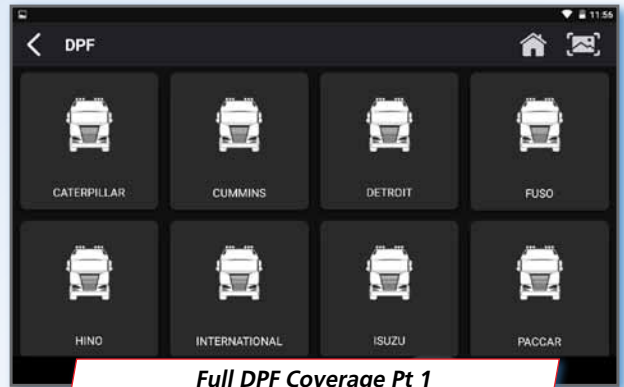 11:56
DPF
CATERPILLAR CUMMINS DETROIT FUSO
HINO INTERNATIONAL ISUZU PACCAR
Full DPF Coverage Pt 1